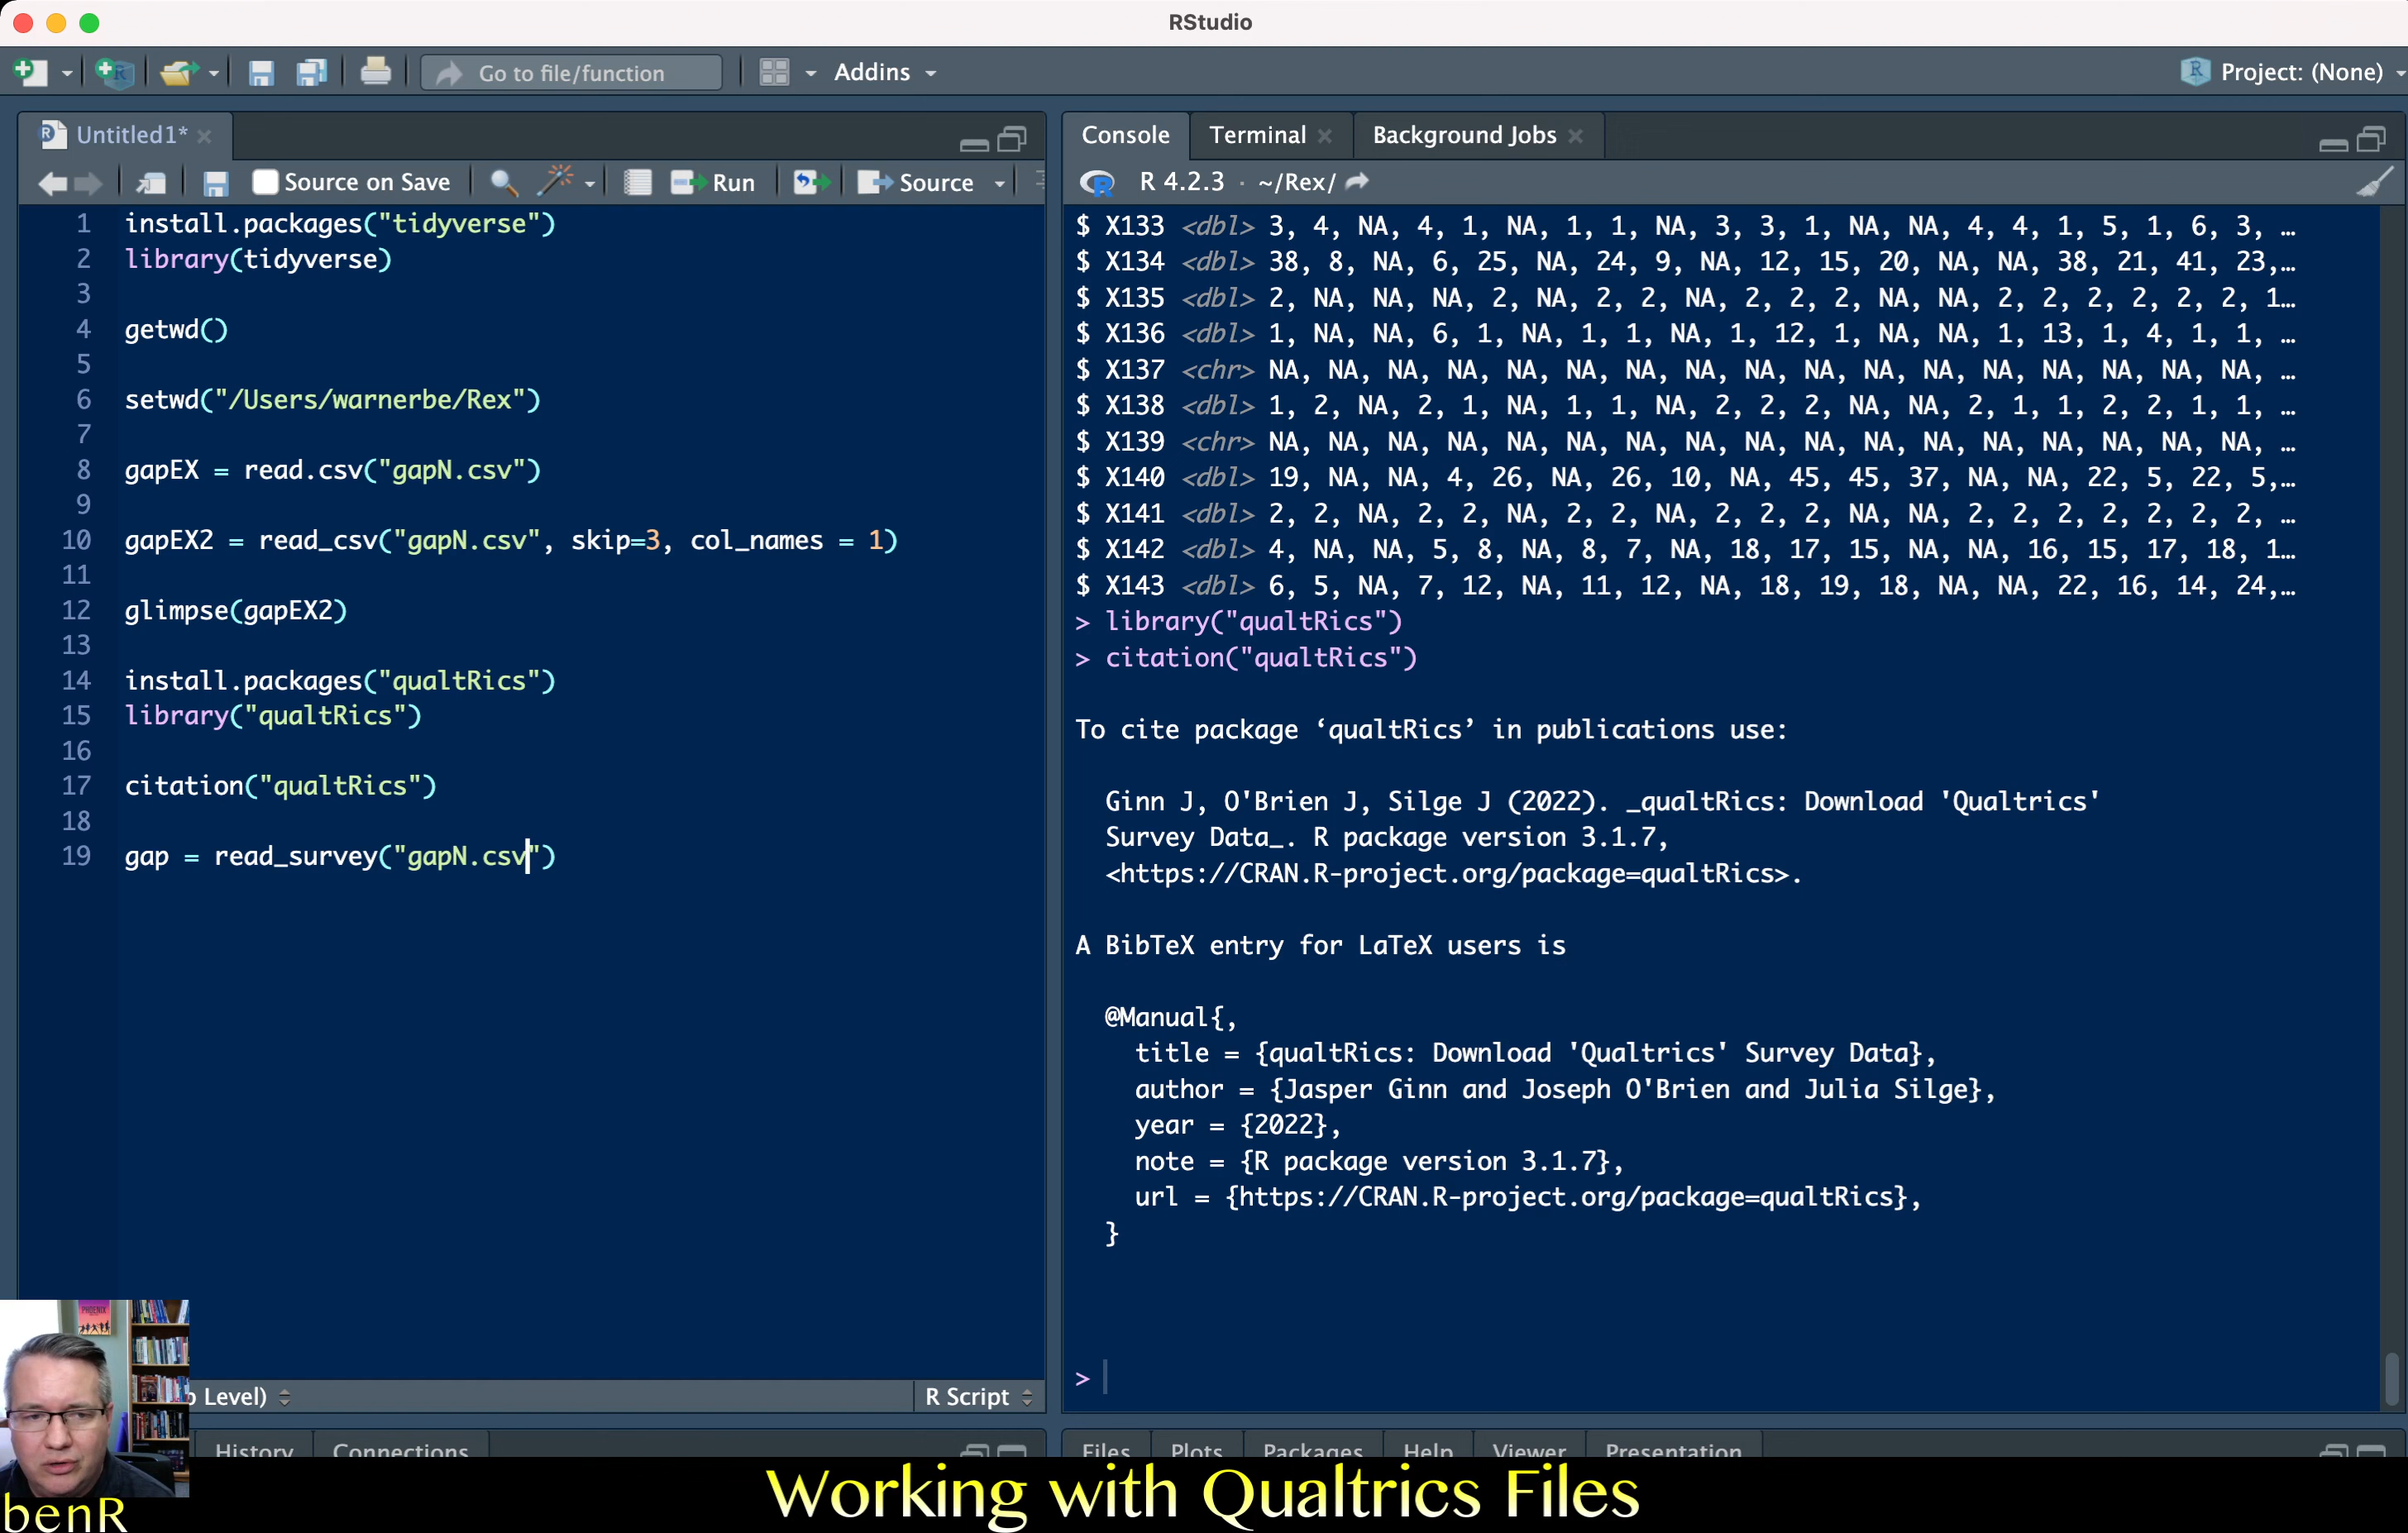 RStudio
Go to file/function
Addins
Project: (None)
Untitled1*
Source on Save
Run
Source
1 install.packages("tidyverse")
2 library(tidyverse)
3
4 getwd()
5
6 setwd("/Users/warnerbe/Rex")
7
8 gapEX = read.csv("gapN.csv")
9
10 gapEX2 = read_csv("gapN.csv", skip=3, col_names = 1)
11
12 glimpse(gapEX2)
13
14 install.packages("qualtRics")
15 library("qualtRics")
16
17 citation("qualtRics")
18
19 gap = read_survey("gapN.csv")
Level)
R Script
History Connections
Console Terminal Background Jobs
R 4.2.3 · ~/Rex/
$ X133 <dbl> 3, 4, NA, 4, 1, NA, 1, 1, NA, 3, 3, 1, NA, NA, 4, 4, 1, 5, 1, 6, 3, …
$ X134 <dbl> 38, 8, NA, 6, 25, NA, 24, 9, NA, 12, 15, 20, NA, NA, 38, 21, 41, 23,…
$ X135 <dbl> 2, NA, NA, NA, 2, NA, 2, 2, NA, 2, 2, 2, NA, NA, 2, 2, 2, 2, 2, 2, 1…
$ X136 <dbl> 1, NA, NA, 6, 1, NA, 1, 1, NA, 1, 12, 1, NA, NA, 1, 13, 1, 4, 1, 1, …
$ X137 <chr> NA, NA, NA, NA, NA, NA, NA, NA, NA, NA, NA, NA, NA, NA, NA, NA, NA, …
$ X138 <dbl> 1, 2, NA, 2, 1, NA, 1, 1, NA, 2, 2, 2, NA, NA, 2, 1, 1, 2, 2, 1, 1, …
$ X139 <chr> NA, NA, NA, NA, NA, NA, NA, NA, NA, NA, NA, NA, NA, NA, NA, NA, NA, …
$ X140 <dbl> 19, NA, NA, 4, 26, NA, 26, 10, NA, 45, 45, 37, NA, NA, 22, 5, 22, 5,…
$ X141 <dbl> 2, 2, NA, 2, 2, NA, 2, 2, NA, 2, 2, 2, NA, NA, 2, 2, 2, 2, 2, 2, 2, …
$ X142 <dbl> 4, NA, NA, 5, 8, NA, 8, 7, NA, 18, 17, 15, NA, NA, 16, 15, 17, 18, 1…
$ X143 <dbl> 6, 5, NA, 7, 12, NA, 11, 12, NA, 18, 19, 18, NA, NA, 22, 16, 14, 24,…
> library("qualtRics")
> citation("qualtRics")
To cite package ‘qualtRics’ in publications use:
Ginn J, O'Brien J, Silge J (2022). _qualtRics: Download 'Qualtrics'
Survey Data_. R package version 3.1.7,
<https://CRAN.R-project.org/package=qualtRics>.
A BibTeX entry for LaTeX users is
@Manual{,
title = {qualtRics: Download 'Qualtrics' Survey Data},
author = {Jasper Ginn and Joseph O'Brien and Julia Silge},
year = {2022},
note = {R package version 3.1.7},
url = {https://CRAN.R-project.org/package=qualtRics},
}
>
Files Plots Packages Help Viewer Presentation
PHOENIX
benR
Working with Qualtrics Files